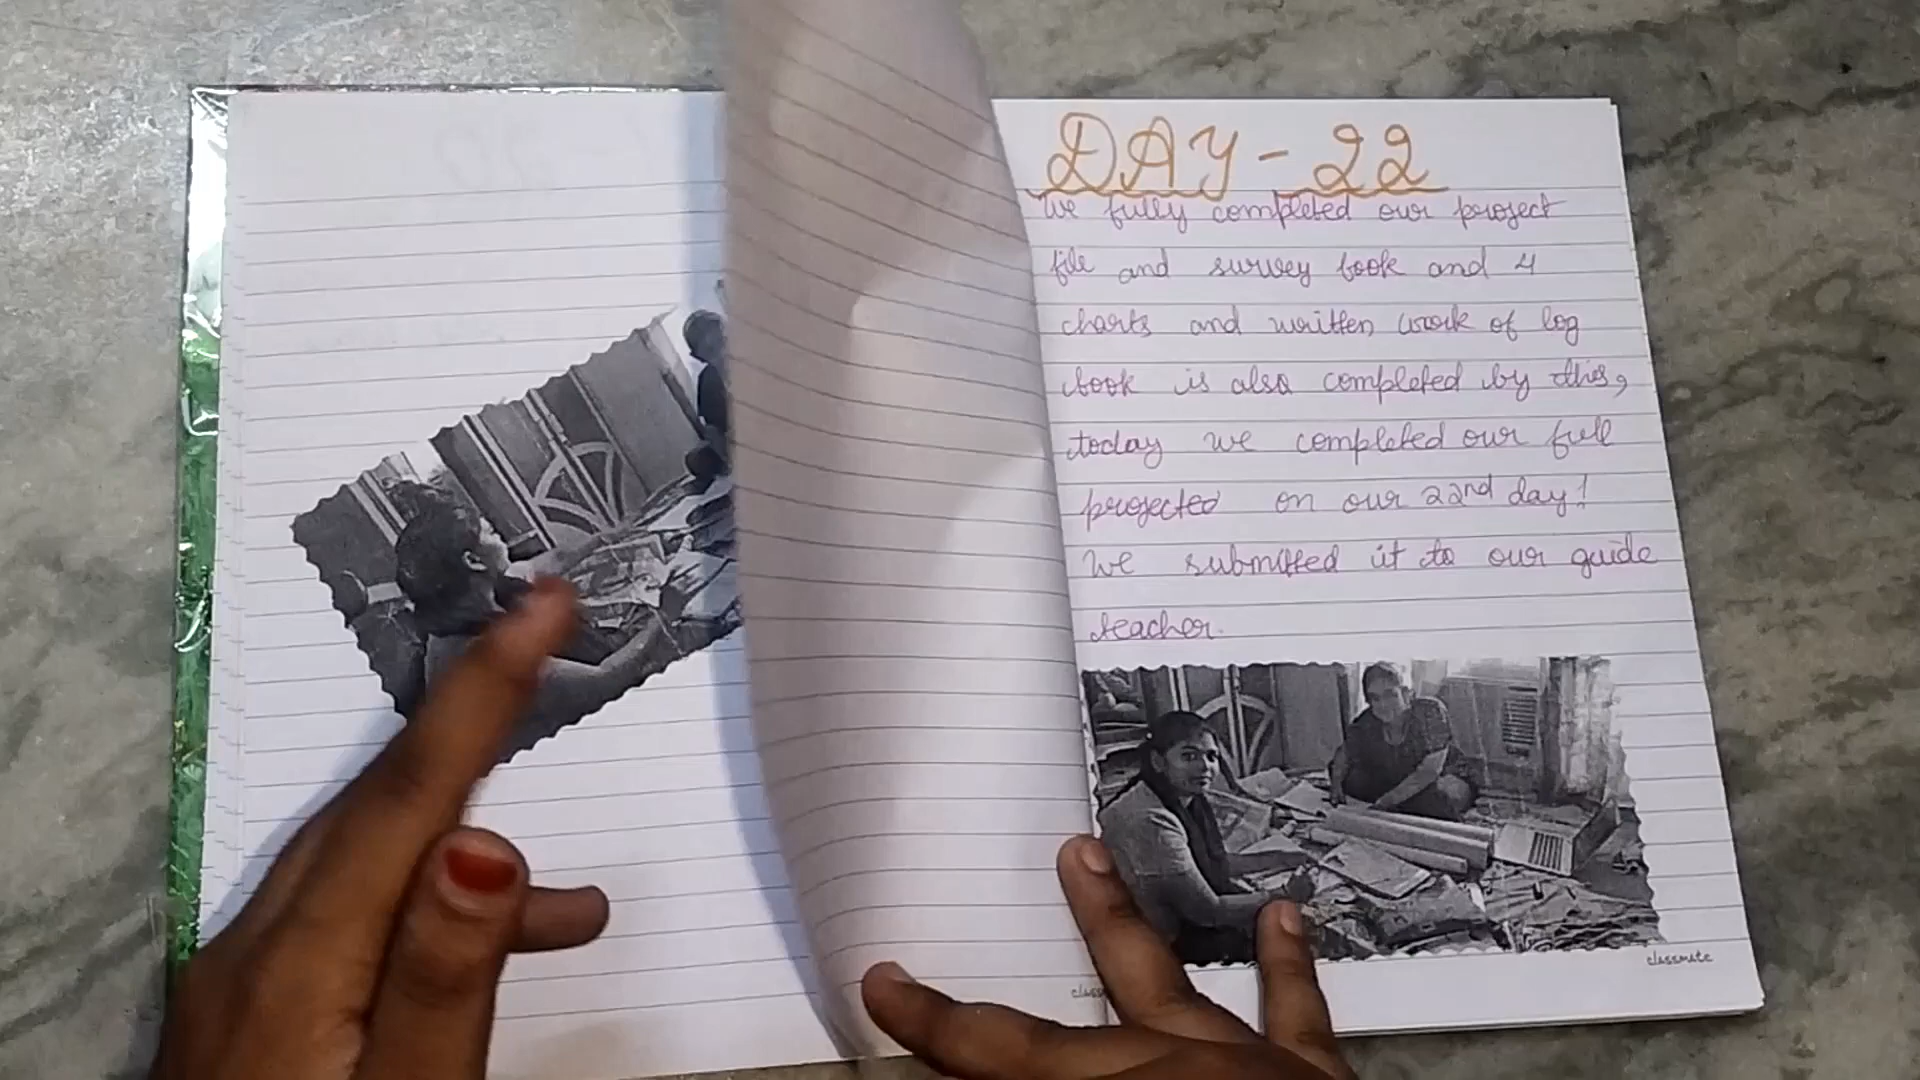 DAY - 22
We fully completed our project
file and survey book and 4
charts and written work of log
book is also completed by this,
today we completed our full
projected on our 22nd day!
We submitted it to our guide
teacher.
classmate